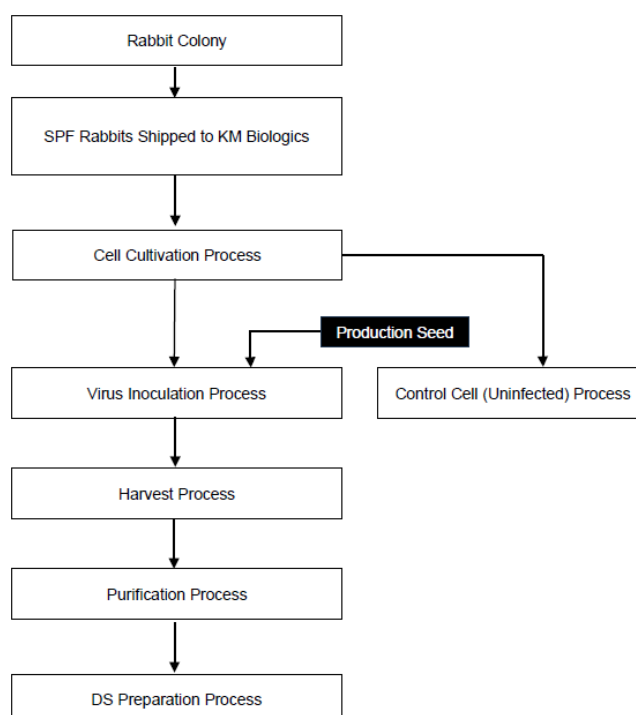 Rabbit Colony
SPF Rabbits Shipped to KM Biologics
Cell Cultivation Process
Production Seed
Virus Inoculation Process
Control Cell (Uninfected) Process
Harvest Process
Purification Process
DS Preparation Process